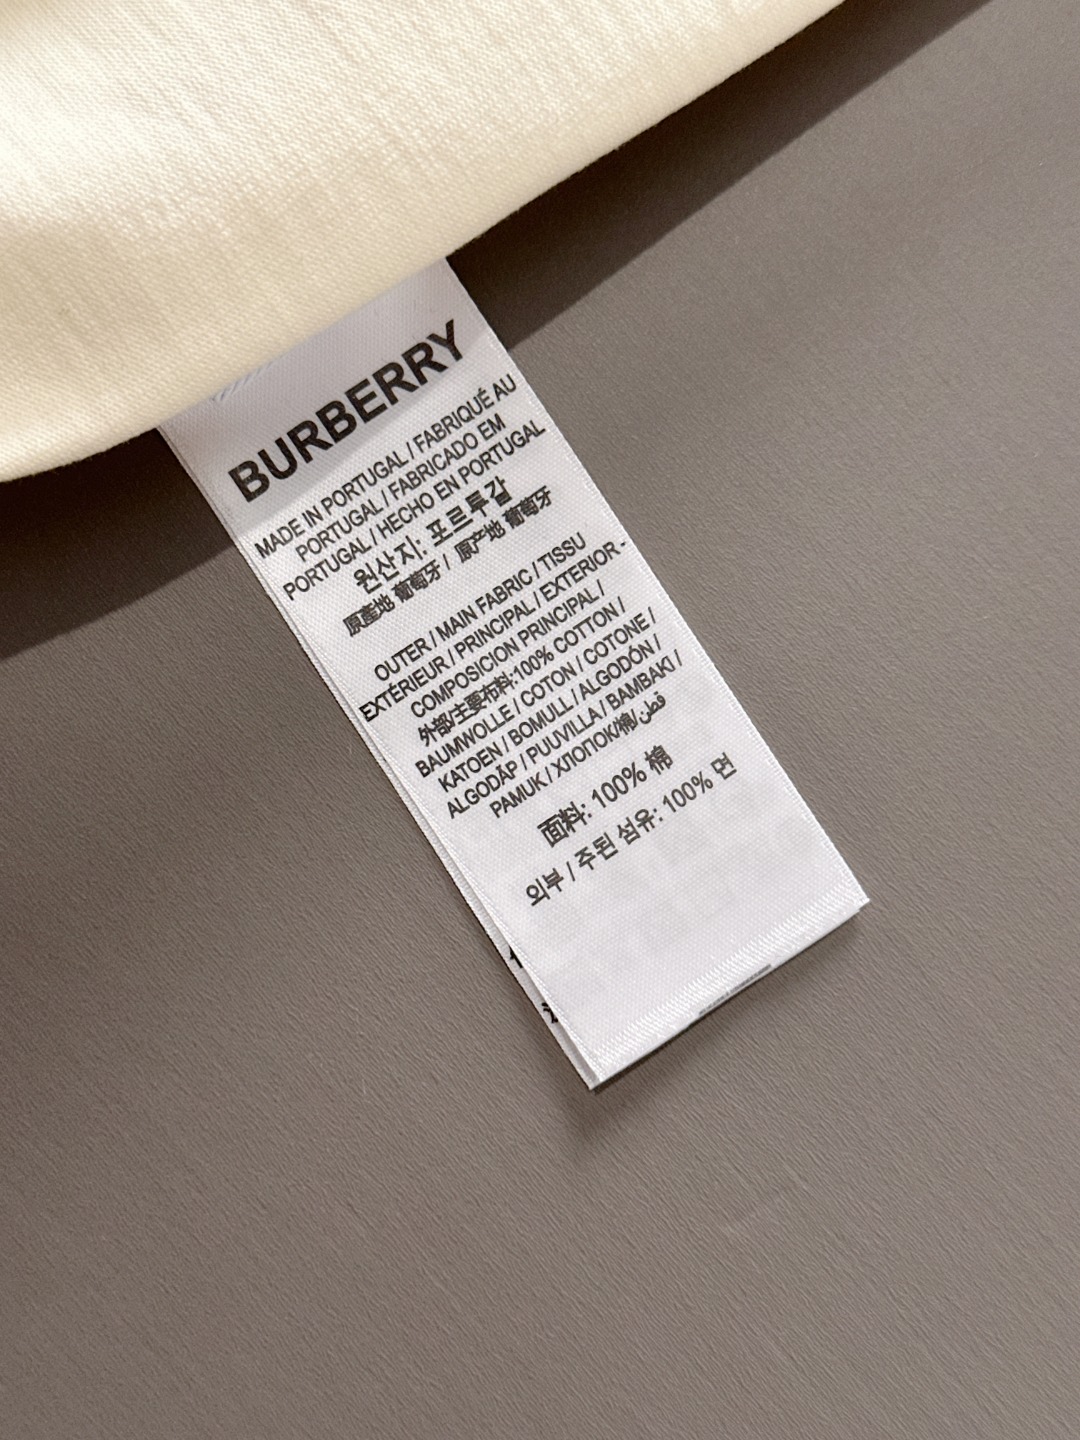 BURBERRY
MADE IN PORTUGAL / FABRIQUÉ AU
PORTUGAL / FABRICADO EM
PORTUGAL / HECHO EN PORTUGAL
원산지: 포르투갈
原產地 葡萄牙 / 原产地 葡萄牙
OUTER / MAIN FABRIC / TISSU
EXTÉRIEUR / PRINCIPAL / EXTERIOR -
COMPOSICION PRINCIPAL /
外部/主要布料:100% COTTON /
BAUMWOLLE / COTON / COTONE /
KATOEN / BOMULL / ALGODÓN /
ALGODÃP / PUUVILLA / BAMBAKI /
PAMUK / ХЛОПОК/棉/قطن
面料: 100% 棉
외부 / 주된 섬유: 100% 면